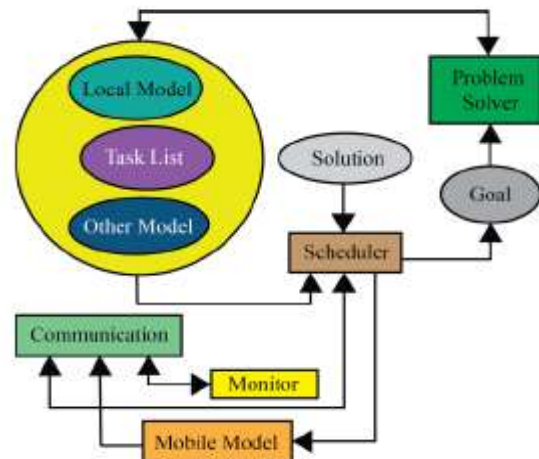 Local Model
Problem
Solver
Task List
Solution
Goal
Other Model
Scheduler
Communication
Monitor
Mobile Model